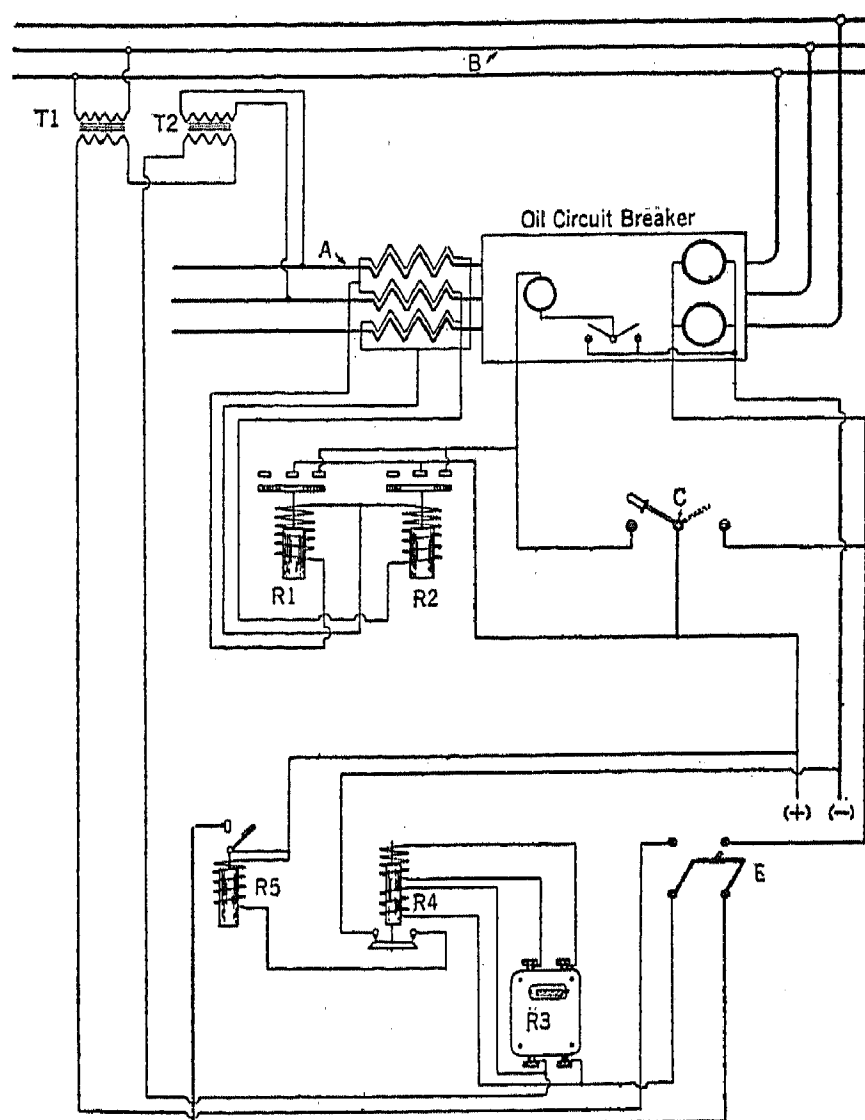 B
T1
T2
Oil Circuit Breaker
A
C
R1
R2
(+) (-)
R5
R4
E
R3